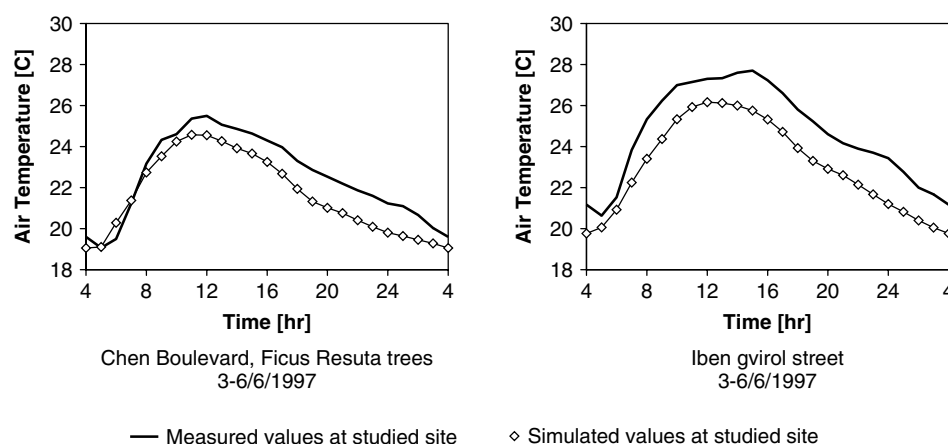 30
28
26
24
22
20
18
Air Temperature [C]
4 8 12 16 20 24 4
Time [hr]
Chen Boulevard, Ficus Resuta trees
3-6/6/1997
30
28
26
24
22
20
18
Air Temperature [C]
4 8 12 16 20 24 4
Time [hr]
Iben gvirol street
3-6/6/1997
Measured values at studied site
Simulated values at studied site